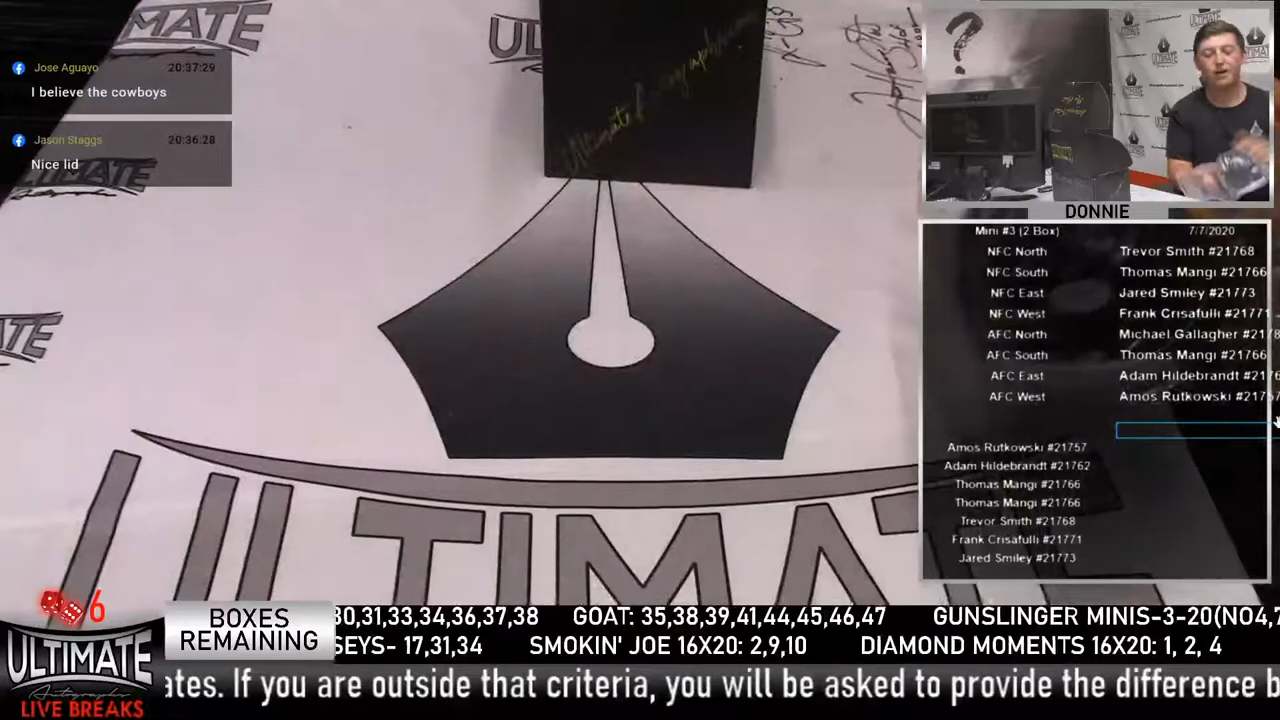 ULTIMATE
Jose Aguayo 20:37:29
I believe the cowboys
Jason Staggs 20:36:28
Nice lid
DONNIE
Mini #3 (2 Box) 7/7/2020
NFC North Trevor Smith #21768
NFC South Thomas Mangi #21766
NFC East Jared Smiley #21773
NFC West Frank Crisafulli #21771
AFC North Michael Gallagher #2178
AFC South Thomas Mangi #21766
AFC East Adam Hildebrandt #2176
AFC West Amos Rutkowski #21757
Amos Rutkowski #21757
Adam Hildebrandt #21762
Thomas Mangi #21766
Thomas Mangi #21766
Trevor Smith #21768
Frank Crisafulli #21771
Jared Smiley #21773
ULTIMATE
6
ULTIMATE
Autographs
LIVE BREAKS
BOXES
REMAINING
30,31,33,34,36,37,38 GOAT: 35,38,39,41,44,45,46,47 GUNSLINGER MINIS-3-20(NO4,7
SEYS- 17,31,34 SMOKIN' JOE 16X20: 2,9,10 DIAMOND MOMENTS 16X20: 1, 2, 4
ates. If you are outside that criteria, you will be asked to provide the difference b